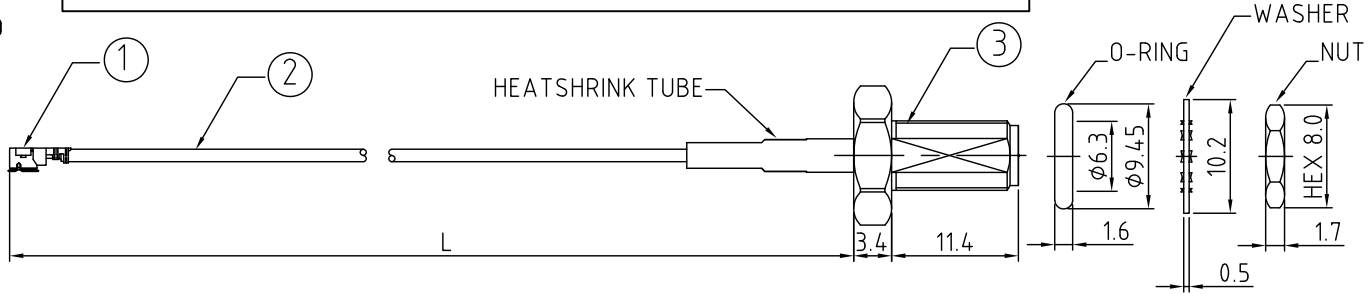 WASHER
①
②
③
O-RING
NUT
HEATSHRINK TUBE
ϕ6.3
ϕ9.45
10.2
HEX 8.0
L
3.4
11.4
1.6
1.7
0.5